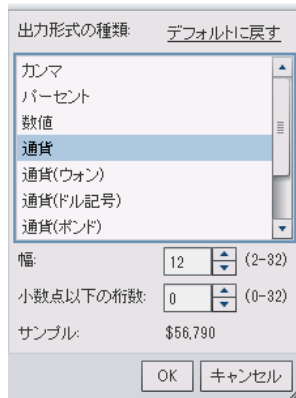 出力形式の種類: デフォルトに戻す
カンマ
パーセント
数値
通貨
通貨(ウォン)
通貨(ドル記号)
通貨(ポンド)
幅: 12 (2-32)
小数点以下の桁数: 0 (0-32)
サンプル: $56,790
OK キャンセル